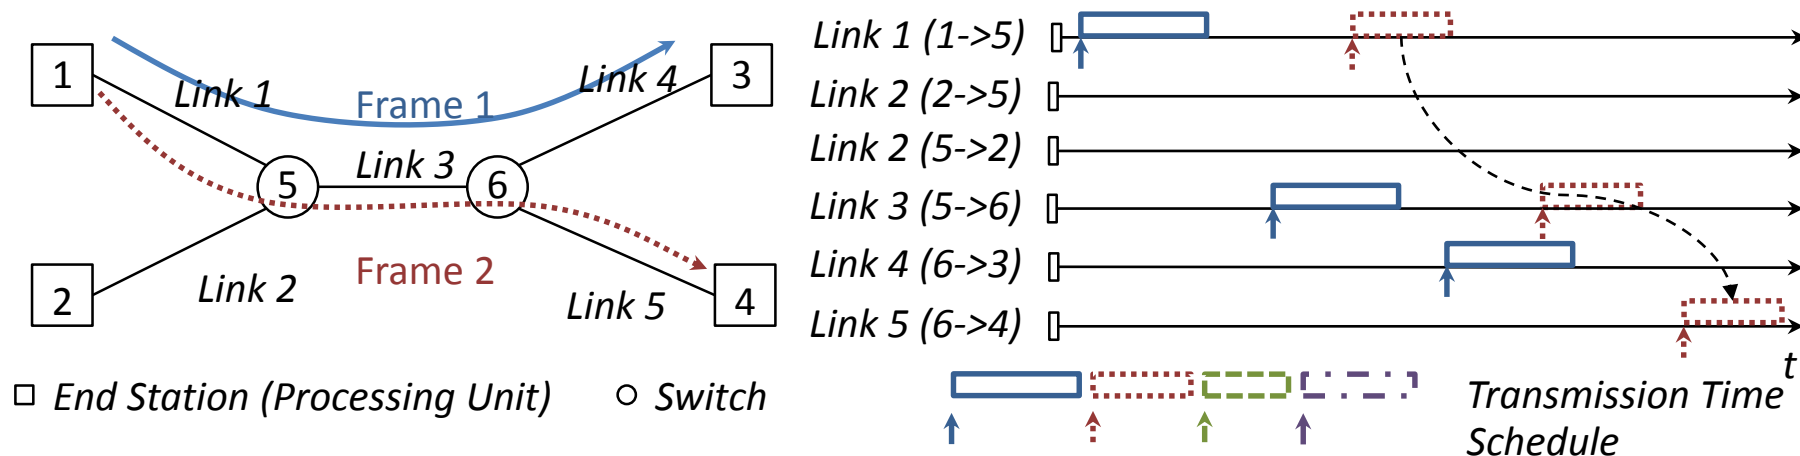 1
Link 1
Frame 1
Link 4
3
5
Link 3
6
2
Link 2
Frame 2
Link 5
4
End Station (Processing Unit)
Switch
Link 1 (1->5)
Link 2 (2->5)
Link 2 (5->2)
Link 3 (5->6)
Link 4 (6->3)
Link 5 (6->4)
t
Transmission Time
Schedule